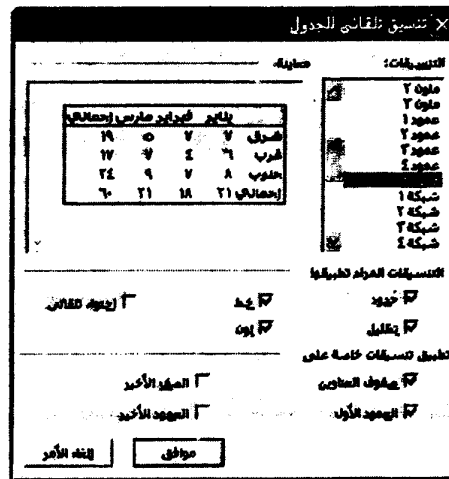 تنسيق تلقائي للجدول
التنسيقات:
معاينة
ملون ٢
ملون ٣
عمود ١
عمود ٢
عمود ٣
عمود ٤
شبكة ١
شبكة ٢
شبكة ٣
شبكة ٤
يناير فبراير مارس إجمالي
شرق ٧ ٧ ٥ ١٩
غرب ٦ ٤ ٧ ١٧
جنوب ٨ ٧ ٩ ٢٤
إجمالي ٢١ ١٨ ٢١ ٦٠
التنسيقات المراد تطبيقها
حدود
خط
احتواء تلقائي
تظليل
لون
تطبيق تنسيقات خاصة على
صفوف العناوين
الصف الأخير
العمود الأول
العمود الأخير
موافق
إلغاء الأمر